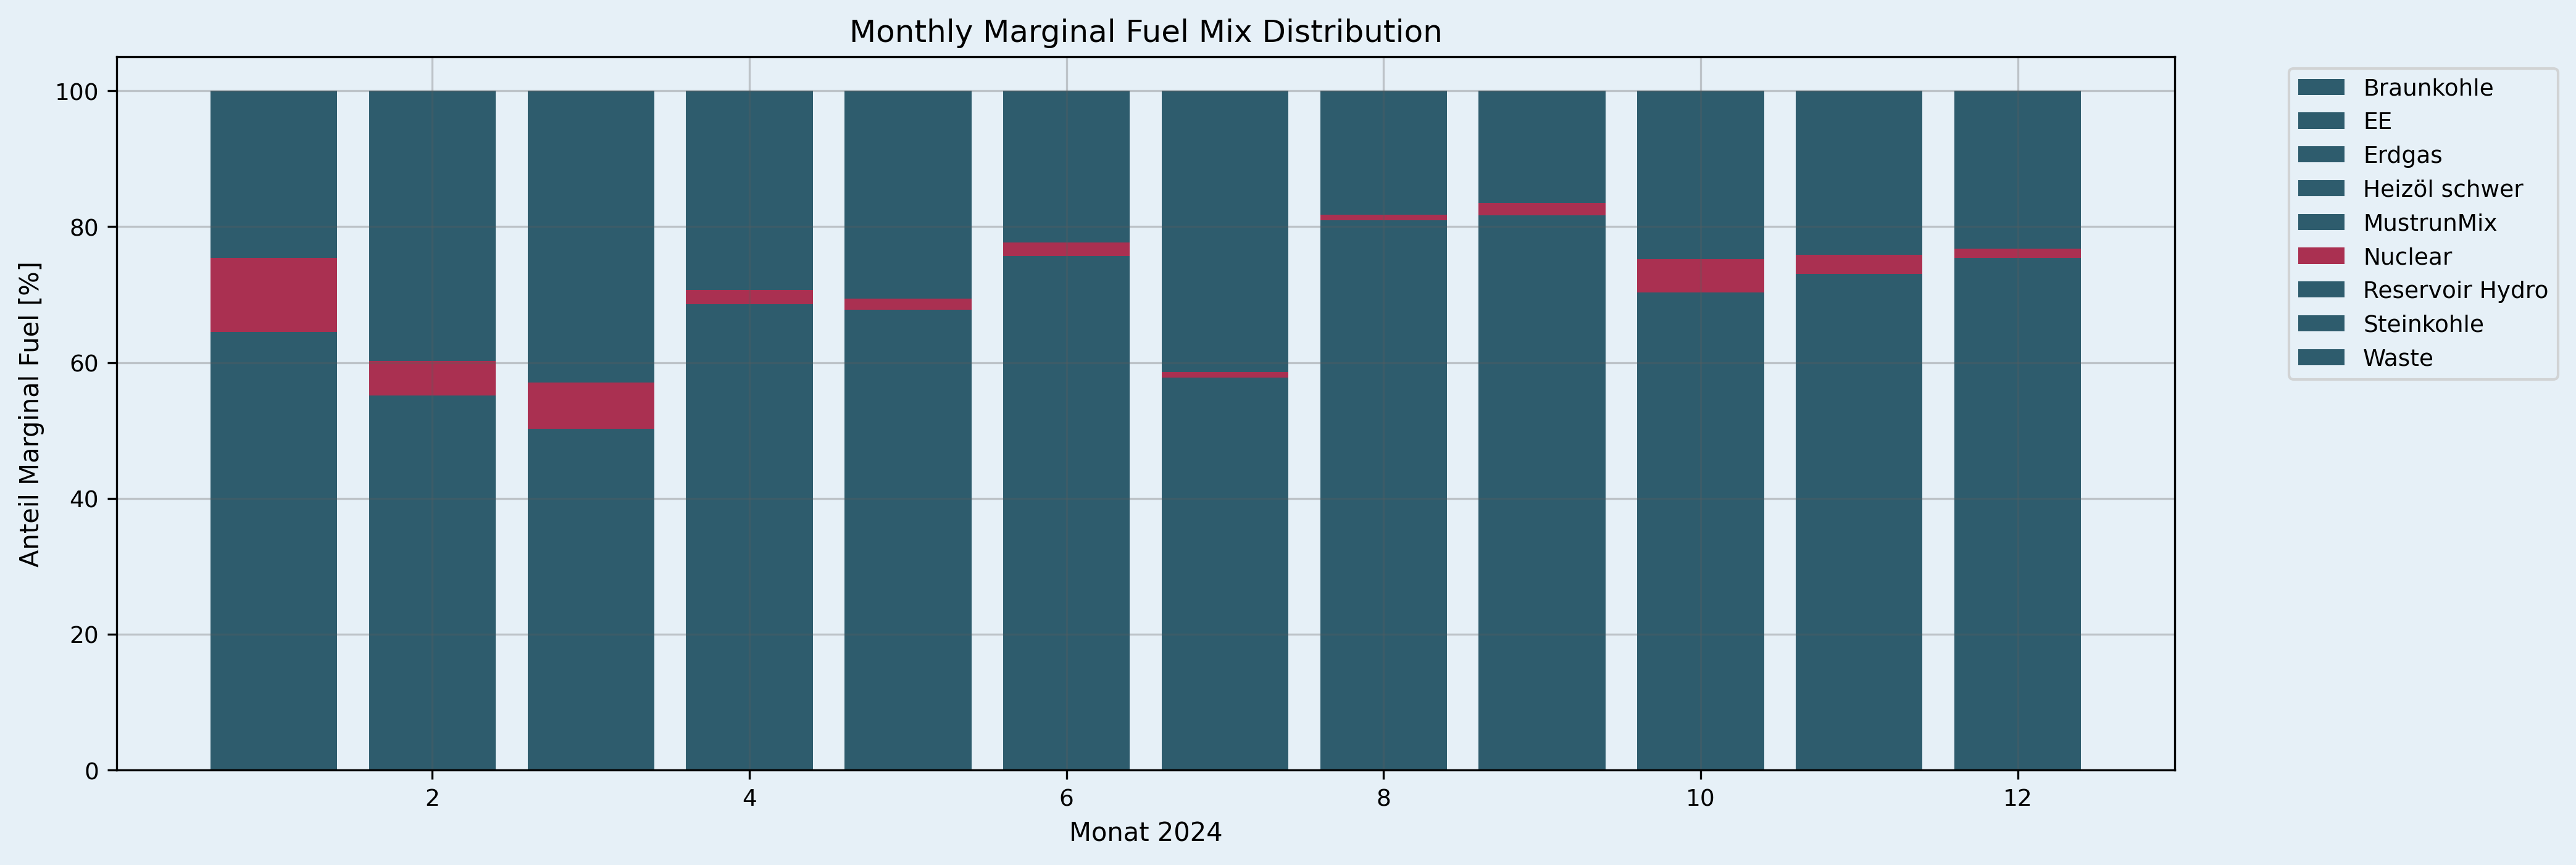 Monthly Marginal Fuel Mix Distribution
Anteil Marginal Fuel [%]
100
80
60
40
20
0
2 4 6 8 10 12
Monat 2024
Braunkohle
EE
Erdgas
Heizöl schwer
MustrunMix
Nuclear
Reservoir Hydro
Steinkohle
Waste